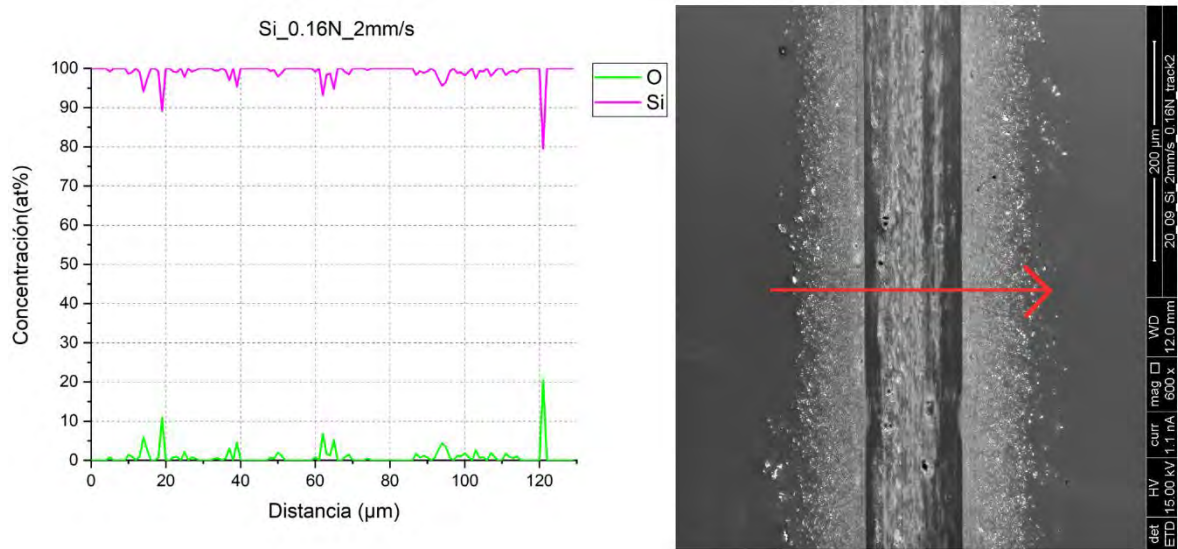 Si_0.16N_2mm/s
100
90
80
70
60
50
40
30
20
10
0
0 20 40 60 80 100 120
Concentración(at%)
Distancia (µm)
O
Si
det HV curr mag □ WD 200 µm
ETD 15.00 kV 1.1 nA 600 x 12.0 mm 20_09_Si_2mm/s_0.16N_track2